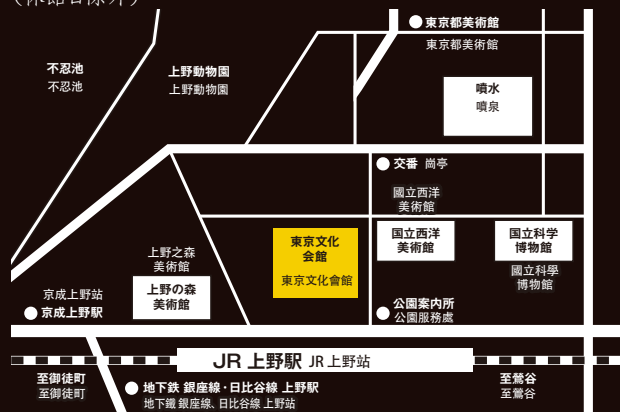 （休館日除外）
東京都美術館
東京都美術館
不忍池
不忍池
上野動物園
上野動物園
噴水
噴泉
交番 崗亭
國立西洋
美術館
国立西洋
美術館
国立科学
博物館
國立科學
博物館
東京文化
会館
東京文化會館
上野之森
美術館
上野の森
美術館
京成上野站
京成上野駅
公園案内所
公園服務處
JR 上野駅 JR 上野站
至御徒町
至御徒町
地下鉄 銀座線・日比谷線 上野駅
地下鐵 銀座線、日比谷線 上野站
至鶯谷
至鶯谷